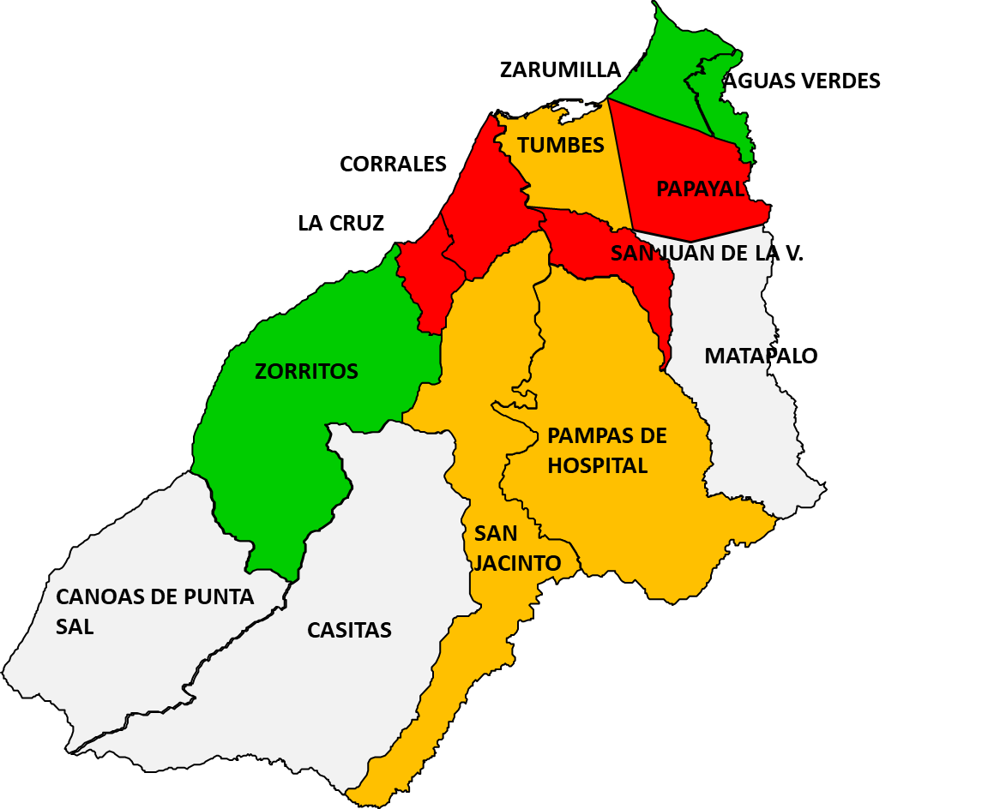 ZARUMILLA
AGUAS VERDES
TUMBES
CORRALES
PAPAYAL
LA CRUZ
SAN JUAN DE LA V.
MATAPALO
ZORRITOS
PAMPAS DE
HOSPITAL
SAN
JACINTO
CANOAS DE PUNTA
SAL
CASITAS